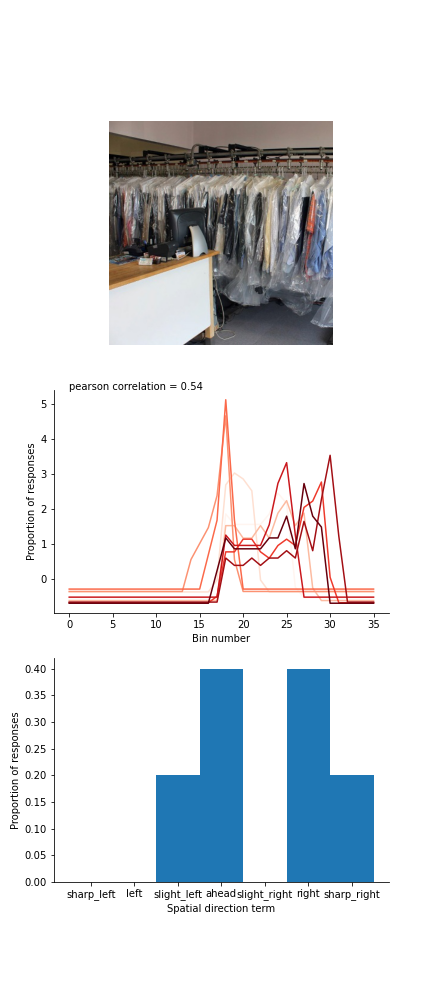 pearson correlation = 0.54
5
4
3
2
1
0
Proportion of responses
0 5 10 15 20 25 30 35
Bin number
0.40
0.35
0.30
0.25
0.20
0.15
0.10
0.05
0.00
Proportion of responses
sharp_left left slight_left ahead slight_right right sharp_right
Spatial direction term